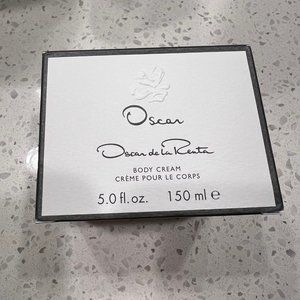 Oscar
Oscar de la Renta
BODY CREAM
CRÈME POUR LE CORPS
5.0 fl. oz. 150 ml ℮